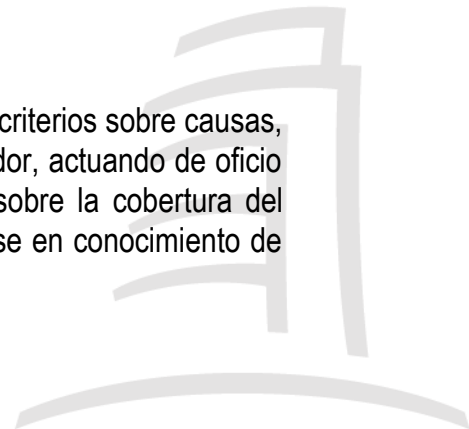 criterios sobre causas,
dor, actuando de oficio
sobre la cobertura del
se en conocimiento de